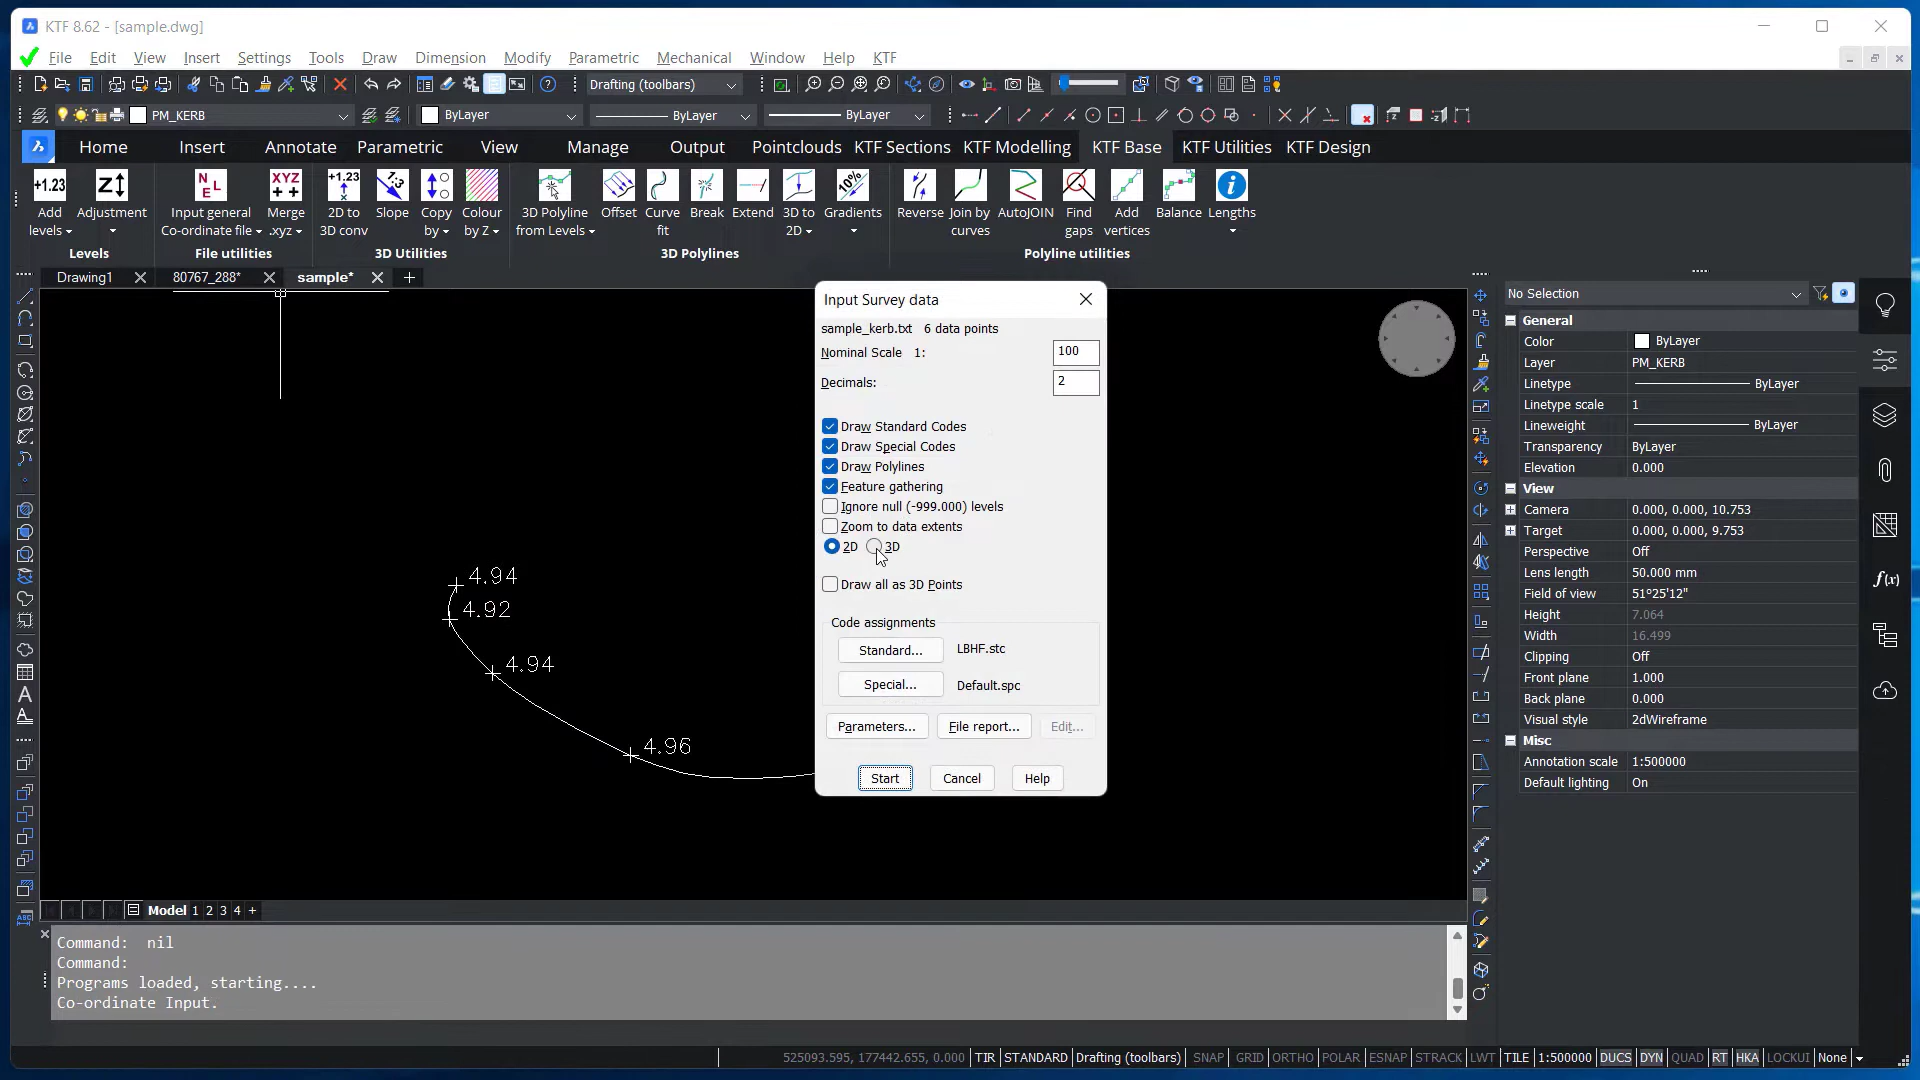 KTF 8.62 - [sample.dwg]
File Edit View Insert Settings Tools Draw Dimension Modify Parametric Mechanical Window Help KTF
Drafting (toolbars)
PM_KERB ByLayer ByLayer ByLayer
Home Insert Annotate Parametric View Manage Output Pointclouds KTF Sections KTF Modelling KTF Base KTF Utilities KTF Design
Add levels Adjustment Input general Co-ordinate file Merge .xyz 2D to 3D conv Slope Copy by Colour by Z 3D Polyline from Levels Offset Curve fit Break Extend 3D to 2D Gradients Reverse Join by curves AutoJOIN Find gaps Add vertices Balance Lengths
Levels File utilities 3D Utilities 3D Polylines Polyline utilities
Drawing1 80767_288* sample*
Input Survey data
sample_kerb.txt 6 data points
Nominal Scale 1: 100
Decimals: 2
Draw Standard Codes
Draw Special Codes
Draw Polylines
Feature gathering
Ignore null (-999.000) levels
Zoom to data extents
2D 3D
Draw all as 3D Points
Code assignments
Standard... LBHF.stc
Special... Default.spc
Parameters... File report... Edit...
Start Cancel Help
4.94
4.92
4.94
4.96
No Selection
General
Color ByLayer
Layer PM_KERB
Linetype ByLayer
Linetype scale 1
Lineweight ByLayer
Transparency ByLayer
Elevation 0.000
View
Camera 0.000, 0.000, 10.753
Target 0.000, 0.000, 9.753
Perspective Off
Lens length 50.000 mm
Field of view 51°25'12"
Height 7.064
Width 16.499
Clipping Off
Front plane 1.000
Back plane 0.000
Visual style 2dWireframe
Misc
Annotation scale 1:500000
Default lighting On
Model 1 2 3 4 +
Command: nil
Command:
Programs loaded, starting....
Co-ordinate Input.
525093.595, 177442.655, 0.000 TIR STANDARD Drafting (toolbars) SNAP GRID ORTHO POLAR ESNAP STRACK LWT TILE 1:500000 DUCS DYN QUAD RT HKA LOCKUI None